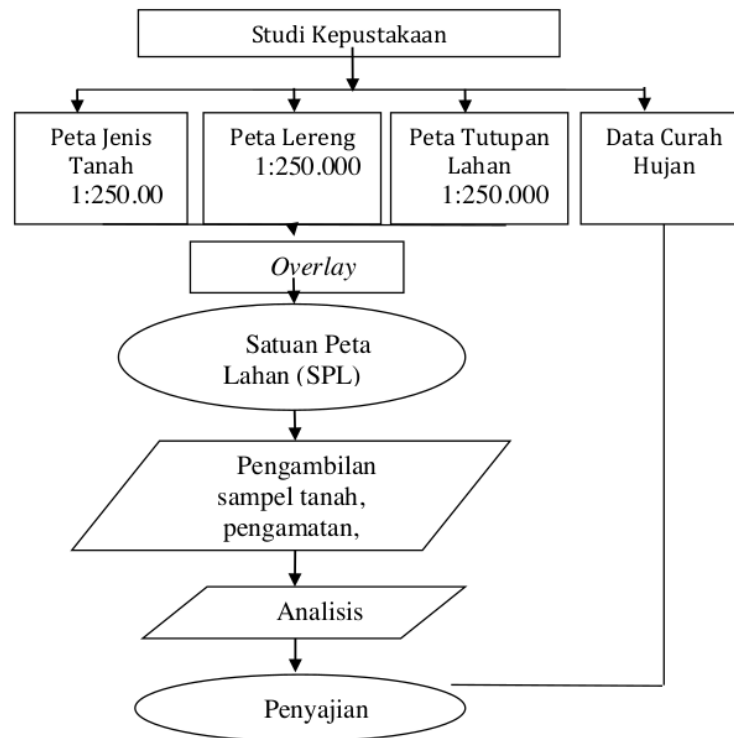 Studi Kepustakaan
Peta Jenis
Tanah
1:250.00
Peta Lereng
1:250.000
Peta Tutupan
Lahan
1:250.000
Data Curah
Hujan
Overlay
Satuan Peta
Lahan (SPL)
Pengambilan
sampel tanah,
pengamatan,
Analisis
Penyajian